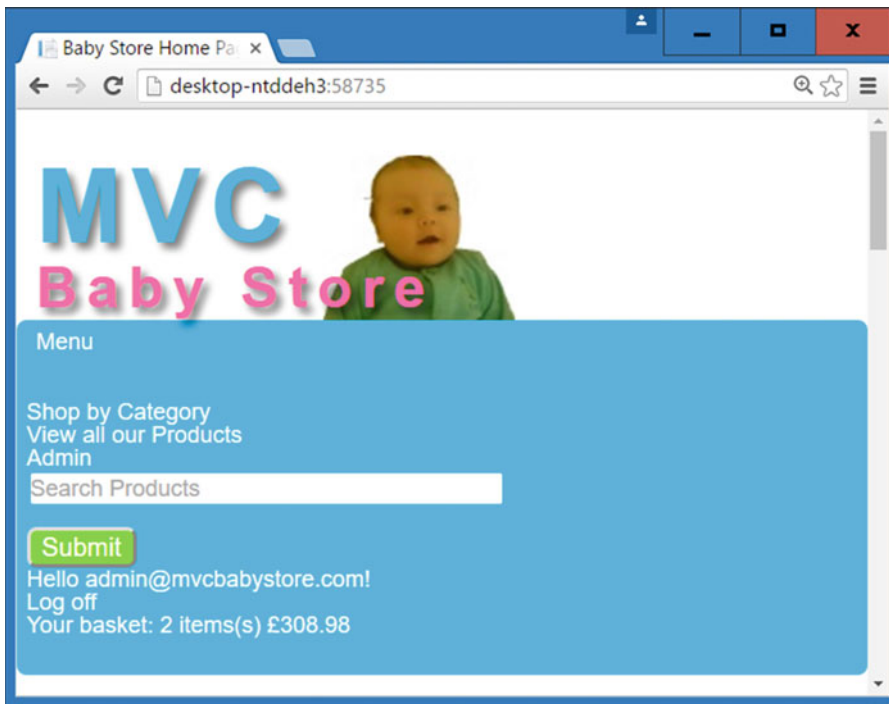 Baby Store Home Pa
desktop-ntddeh3:58735
MVC
Baby Store
Menu
Shop by Category
View all our Products
Admin
Search Products
Submit
Hello admin@mvcbabystore.com!
Log off
Your basket: 2 items(s) £308.98